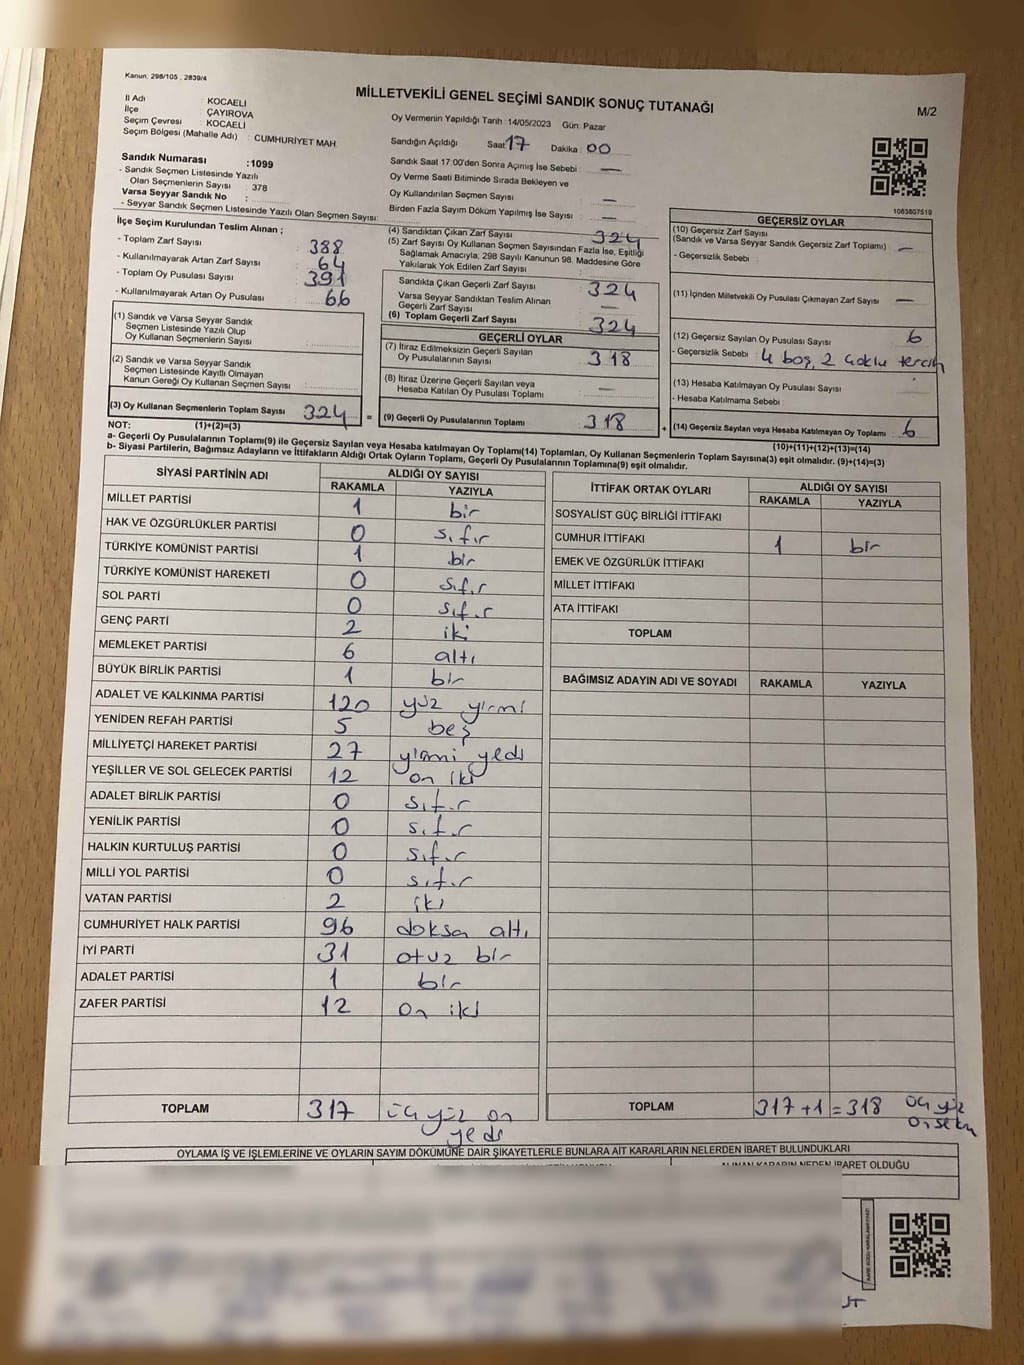 Kanun: 298/105 , 2839/4
MİLLETVEKİLİ GENEL SEÇİMİ SANDIK SONUÇ TUTANAĞI
M/2
İl Adı : KOCAELİ
İlçe : ÇAYIROVA
Seçim Çevresi : KOCAELİ
Seçim Bölgesi (Mahalle Adı) : CUMHURİYET MAH.
Oy Vermenin Yapıldığı Tarih :14/05/2023 Gün: Pazar
Sandığın Açıldığı Saat 17 Dakika : 00
Sandık Numarası :1099
- Sandık Seçmen Listesinde Yazılı
Olan Seçmenlerin Sayısı : 378
Varsa Seyyar Sandık No :
- Seyyar Sandık Seçmen Listesinde Yazılı Olan Seçmen Sayısı:
Sandık Saat 17:00'den Sonra Açılmış İse Sebebi : —
Oy Verme Saati Bitiminde Sırada Bekleyen ve
Oy Kullandırılan Seçmen Sayısı : —
Birden Fazla Sayım Döküm Yapılmış İse Sayısı : —
1083807519
İlçe Seçim Kurulundan Teslim Alınan ;
- Toplam Zarf Sayısı : 388
- Kullanılmayarak Artan Zarf Sayısı : 64
- Toplam Oy Pusulası Sayısı : 391
- Kullanılmayarak Artan Oy Pusulası : 66
(1) Sandık ve Varsa Seyyar Sandık
Seçmen Listesinde Yazılı Olup
Oy Kullanan Seçmenlerin Sayısı :
(2) Sandık ve Varsa Seyyar Sandık
Seçmen Listesinde Kayıtlı Olmayan
Kanun Gereği Oy Kullanan Seçmen Sayısı :
(3) Oy Kullanan Seçmenlerin Toplam Sayısı 324 =
(4) Sandıktan Çıkan Zarf Sayısı : 324
(5) Zarf Sayısı Oy Kullanan Seçmen Sayısından Fazla İse, Eşitliği
Sağlamak Amacıyla, 298 Sayılı Kanunun 98. Maddesine Göre
Yakılarak Yok Edilen Zarf Sayısı :
Sandıkta Çıkan Geçerli Zarf Sayısı : 324
Varsa Seyyar Sandıktan Teslim Alınan
Geçerli Zarf Sayısı : —
(6) Toplam Geçerli Zarf Sayısı : 324
GEÇERLİ OYLAR
(7) İtiraz Edilmeksizin Geçerli Sayılan
Oy Pusulalarının Sayısı : 318
(8) İtiraz Üzerine Geçerli Sayılan veya
Hesaba Katılan Oy Pusulası Toplamı : —
(9) Geçerli Oy Pusulalarının Toplamı : 318 +
GEÇERSİZ OYLAR
(10) Geçersiz Zarf Sayısı
(Sandık ve Varsa Seyyar Sandık Geçersiz Zarf Toplamı) : —
- Geçersizlik Sebebi :
(11) İçinden Milletvekili Oy Pusulası Çıkmayan Zarf Sayısı : —
(12) Geçersiz Sayılan Oy Pusulası Sayısı : 6
- Geçersizlik Sebebi : 4 boş, 2 çoklu tercih
(13) Hesaba Katılmayan Oy Pusulası Sayısı :
- Hesaba Katılmama Sebebi :
(14) Geçersiz Sayılan veya Hesaba Katılmayan Oy Toplamı : 6
NOT: (1)+(2)=(3)
(10)+(11)+(12)+(13)=(14)
a- Geçerli Oy Pusulalarının Toplamı(9) ile Geçersiz Sayılan veya Hesaba katılmayan Oy Toplamı(14) Toplamları, Oy Kullanan Seçmenlerin Toplam Sayısına(3) eşit olmalıdır. (9)+(14)=(3)
b- Siyasi Partilerin, Bağımsız Adayların ve İttifakların Aldığı Ortak Oyların Toplamı, Geçerli Oy Pusulalarının Toplamına(9) eşit olmalıdır.
SİYASİ PARTİNİN ADI ALDIĞI OY SAYISI
RAKAMLA YAZIYLA
MİLLET PARTİSİ 1 bir
HAK VE ÖZGÜRLÜKLER PARTİSİ 0 sıfır
TÜRKİYE KOMÜNİST PARTİSİ 1 bir
TÜRKİYE KOMÜNİST HAREKETİ 0 sıfır
SOL PARTİ 0 sıfır
GENÇ PARTİ 2 iki
MEMLEKET PARTİSİ 6 altı
BÜYÜK BİRLİK PARTİSİ 1 bir
ADALET VE KALKINMA PARTİSİ 120 yüz yirmi
YENİDEN REFAH PARTİSİ 5 beş
MİLLİYETÇİ HAREKET PARTİSİ 27 yirmi yedi
YEŞİLLER VE SOL GELECEK PARTİSİ 12 on iki
ADALET BİRLİK PARTİSİ 0 sıfır
YENİLİK PARTİSİ 0 sıfır
HALKIN KURTULUŞ PARTİSİ 0 sıfır
MİLLİ YOL PARTİSİ 0 sıfır
VATAN PARTİSİ 2 iki
CUMHURİYET HALK PARTİSİ 96 doksa altı
İYİ PARTİ 31 otuz bir
ADALET PARTİSİ 1 bir
ZAFER PARTİSİ 12 on iki
TOPLAM 317 üç yüz on
yedi
İTTİFAK ORTAK OYLARI ALDIĞI OY SAYISI
RAKAMLA YAZIYLA
SOSYALİST GÜÇ BİRLİĞİ İTTİFAKI
CUMHUR İTTİFAKI 1 bir
EMEK VE ÖZGÜRLÜK İTTİFAKI
MİLLET İTTİFAKI
ATA İTTİFAKI
TOPLAM
BAĞIMSIZ ADAYIN ADI VE SOYADI RAKAMLA YAZIYLA
TOPLAM 317+1=318 üç yüz
OYLAMA İŞ VE İŞLEMLERİNE VE OYLARIN SAYIM DÖKÜMÜNE DAİR ŞİKAYETLERLE BUNLARA AİT KARARLARIN NELERDEN İBARET BULUNDUKLARI
ALINAN KARARIN NEDEN İBARET OLDUĞU